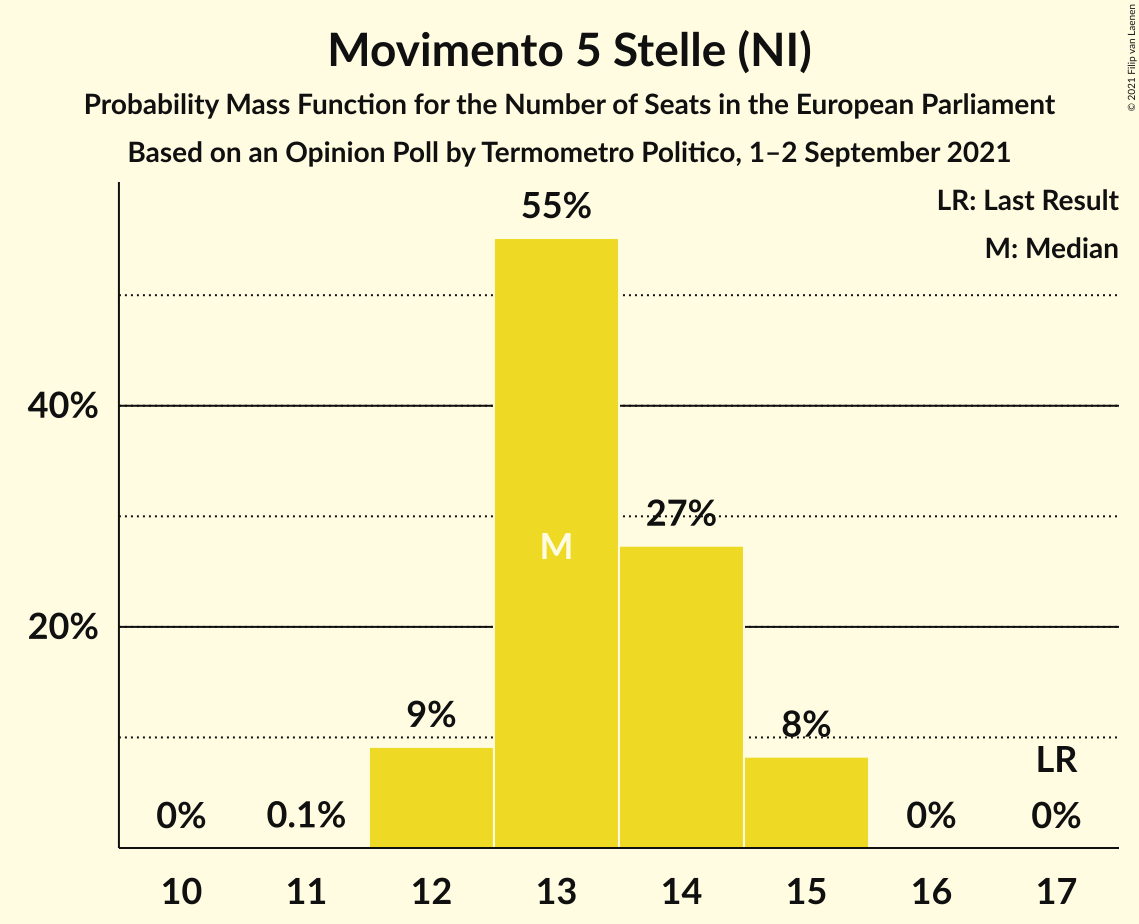 Movimento 5 Stelle (NI)
Probability Mass Function for the Number of Seats in the European Parliament
Based on an Opinion Poll by Termometro Politico, 1–2 September 2021
© 2021 Filip van Laenen
LR: Last Result
M: Median
55%
40%
27%
M
20%
9%
8%
LR
0%
0.1%
0%
0%
10
11
12
13
14
15
16
17